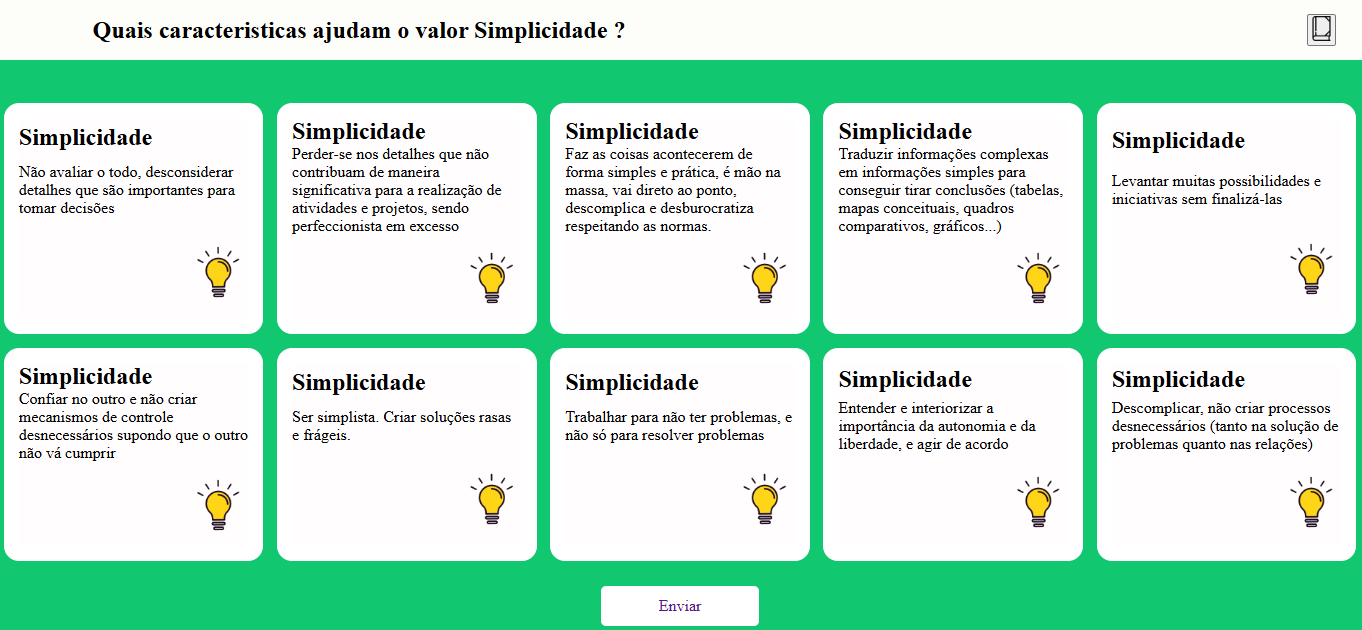 Quais caracteristicas ajudam o valor Simplicidade ?
Simplicidade
Não avaliar o todo, desconsiderar
detalhes que são importantes para
tomar decisões
Simplicidade
Perder-se nos detalhes que não
contribuam de maneira
significativa para a realização de
atividades e projetos, sendo
perfeccionista em excesso
Simplicidade
Faz as coisas acontecerem de
forma simples e prática, é mão na
massa, vai direto ao ponto,
descomplica e desburocratiza
respeitando as normas.
Simplicidade
Traduzir informações complexas
em informações simples para
conseguir tirar conclusões (tabelas,
mapas conceituais, quadros
comparativos, gráficos...)
Simplicidade
Levantar muitas possibilidades e
iniciativas sem finalizá-las
Simplicidade
Confiar no outro e não criar
mecanismos de controle
desnecessários supondo que o outro
não vá cumprir
Simplicidade
Ser simplista. Criar soluções rasas
e frágeis.
Simplicidade
Trabalhar para não ter problemas, e
não só para resolver problemas
Simplicidade
Entender e interiorizar a
importância da autonomia e da
liberdade, e agir de acordo
Simplicidade
Descomplicar, não criar processos
desnecessários (tanto na solução de
problemas quanto nas relações)
Enviar